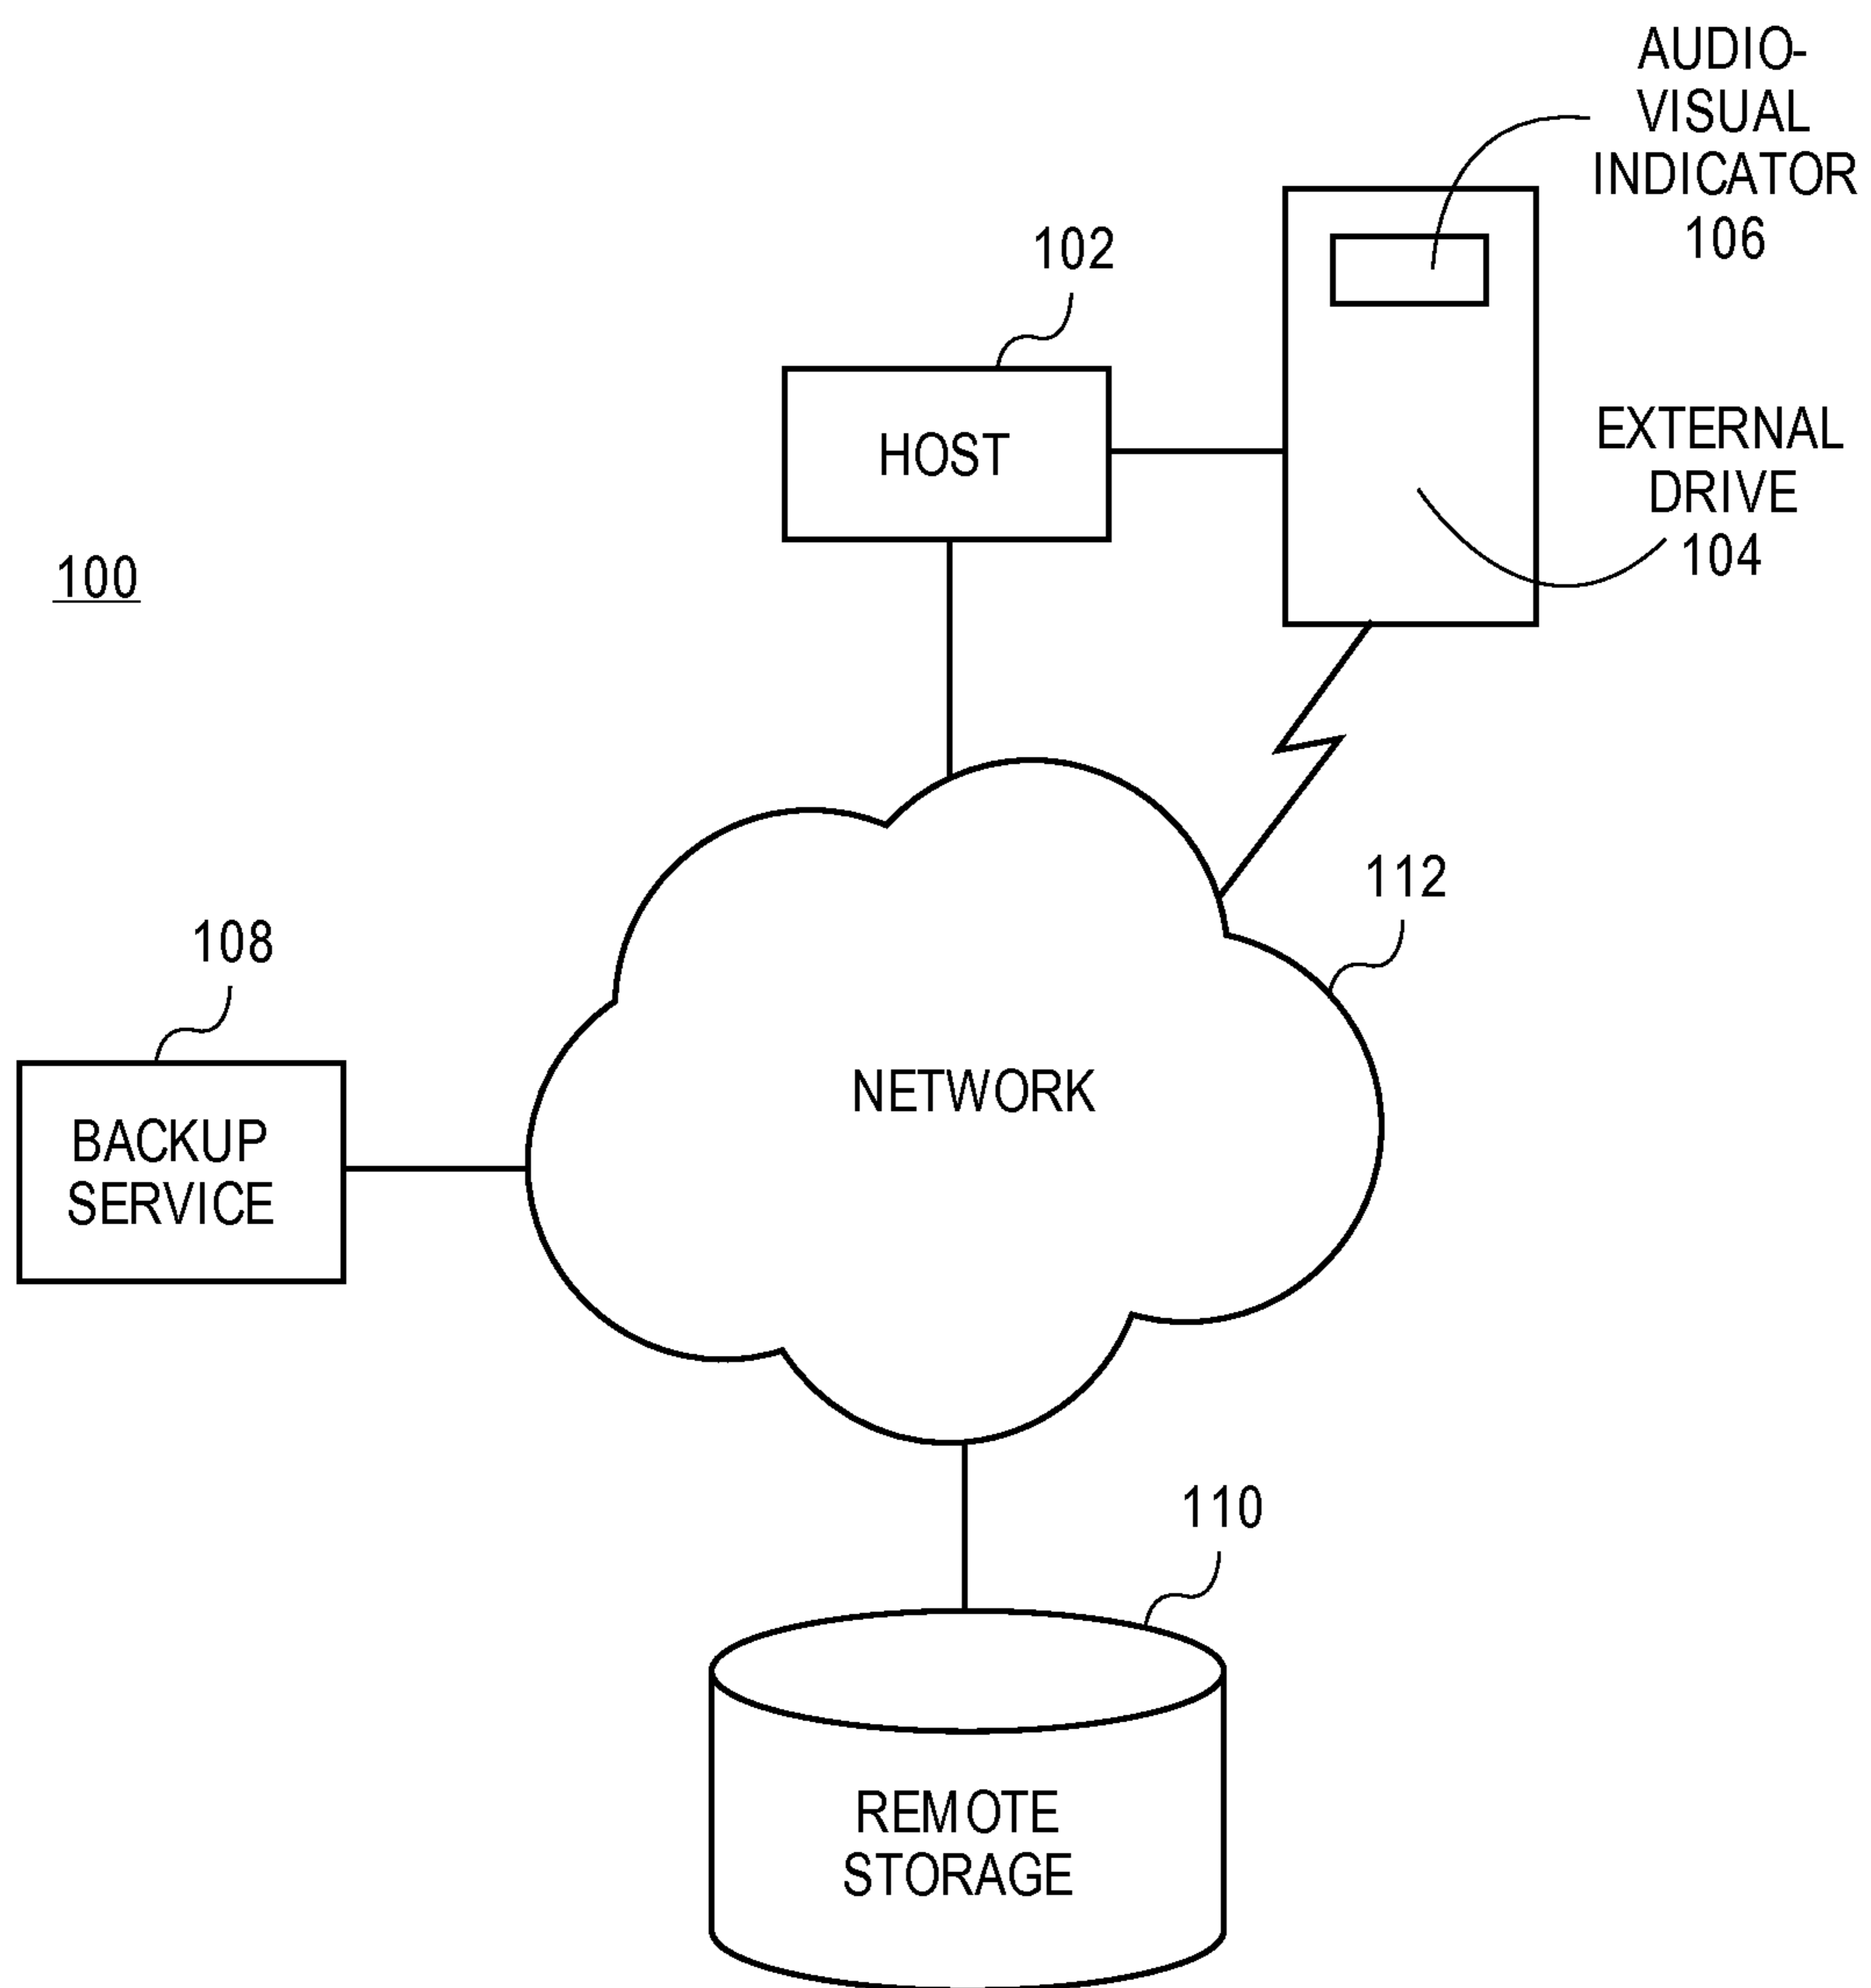 AUDIO-
VISUAL
INDICATOR
106
102
HOST
EXTERNAL
DRIVE
104
100
112
108
NETWORK
BACKUP
SERVICE
110
REMOTE
STORAGE